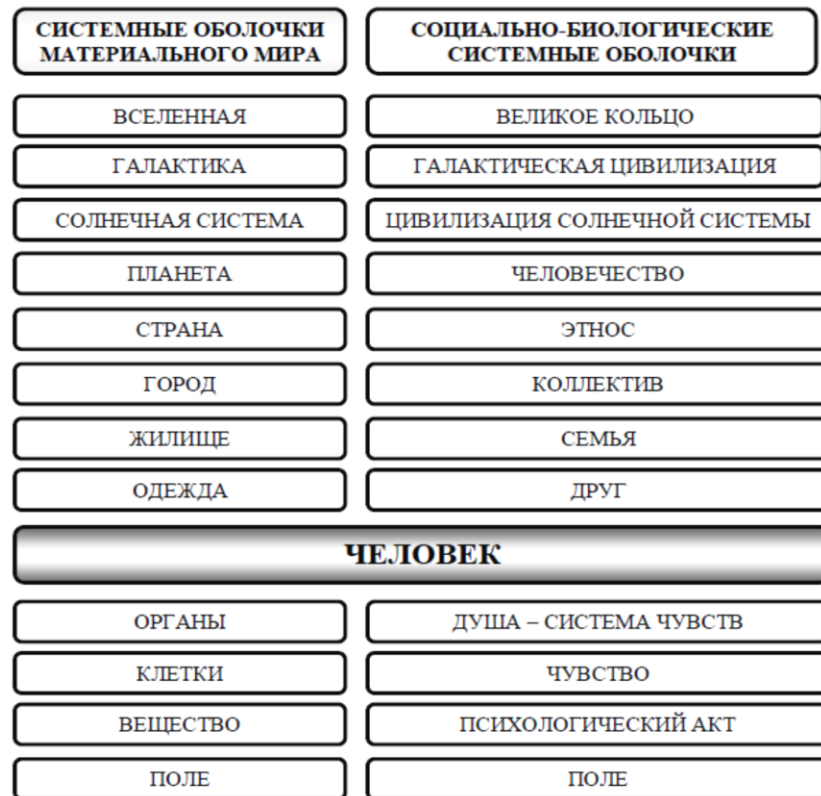 СИСТЕМНЫЕ ОБОЛОЧКИ
МАТЕРИАЛЬНОГО МИРА
СОЦИАЛЬНО-БИОЛОГИЧЕСКИЕ
СИСТЕМНЫЕ ОБОЛОЧКИ
ВСЕЛЕННАЯ
ВЕЛИКОЕ КОЛЬЦО
ГАЛАКТИКА
ГАЛАКТИЧЕСКАЯ ЦИВИЛИЗАЦИЯ
СОЛНЕЧНАЯ СИСТЕМА
ЦИВИЛИЗАЦИЯ СОЛНЕЧНОЙ СИСТЕМЫ
ПЛАНЕТА
ЧЕЛОВЕЧЕСТВО
СТРАНА
ЭТНОС
ГОРОД
КОЛЛЕКТИВ
ЖИЛИЩЕ
СЕМЬЯ
ОДЕЖДА
ДРУГ
ЧЕЛОВЕК
ОРГАНЫ
ДУША – СИСТЕМА ЧУВСТВ
КЛЕТКИ
ЧУВСТВО
ВЕЩЕСТВО
ПСИХОЛОГИЧЕСКИЙ АКТ
ПОЛЕ
ПОЛЕ